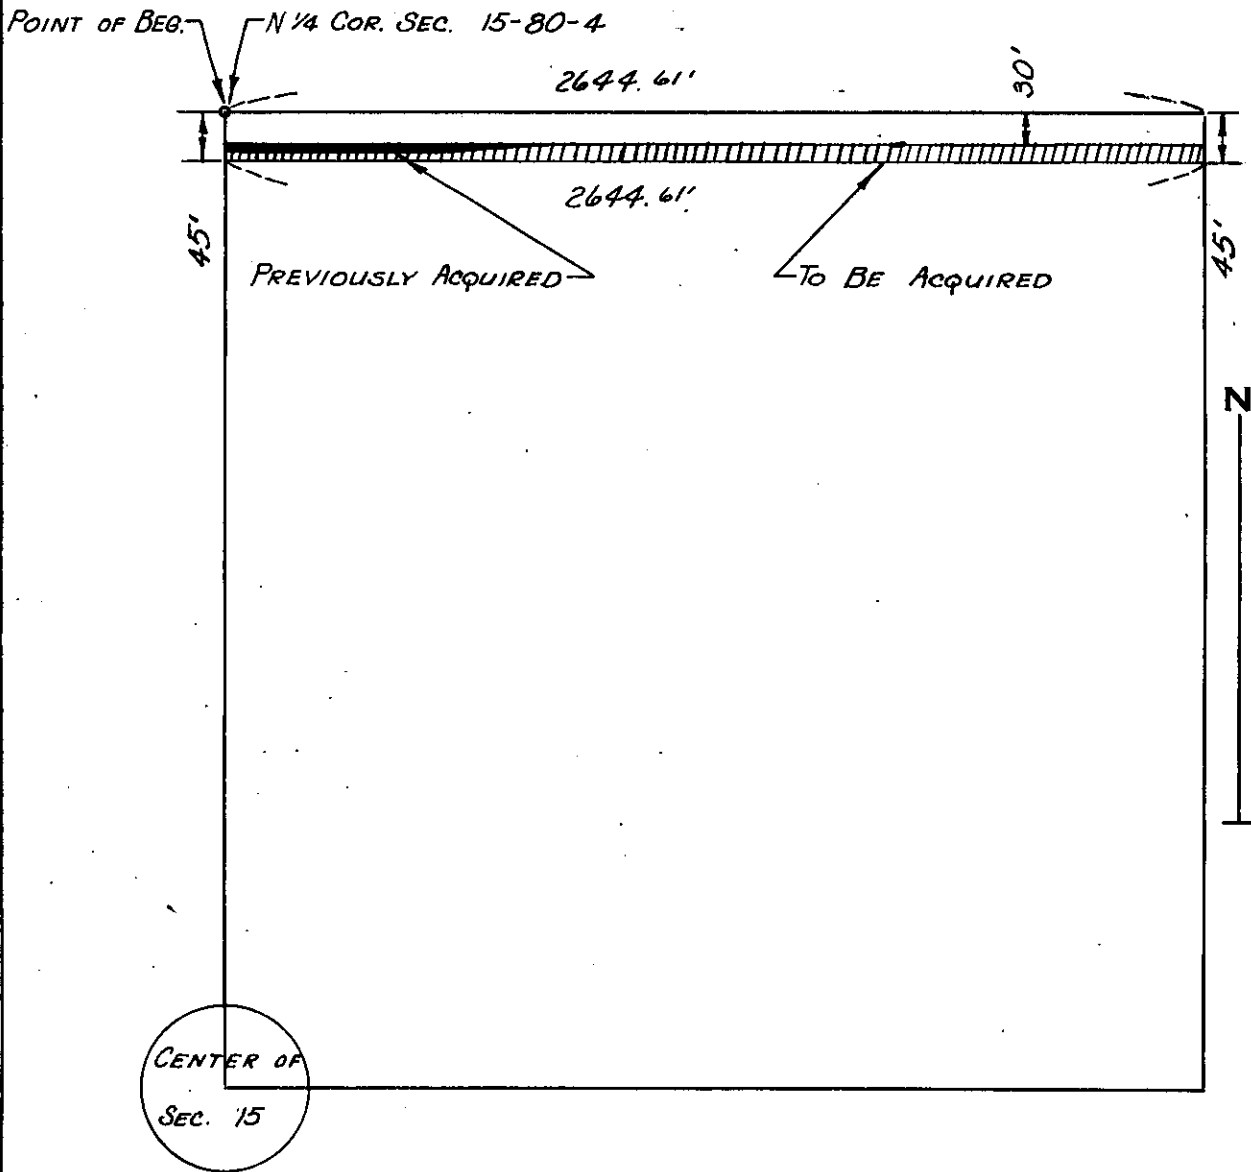 POINT OF BEG.
N 1/4 COR. SEC. 15-80-4
2644.61'
30'
2644.61'
45'
45'
PREVIOUSLY ACQUIRED
TO BE ACQUIRED
N
CENTER OF
SEC. 15